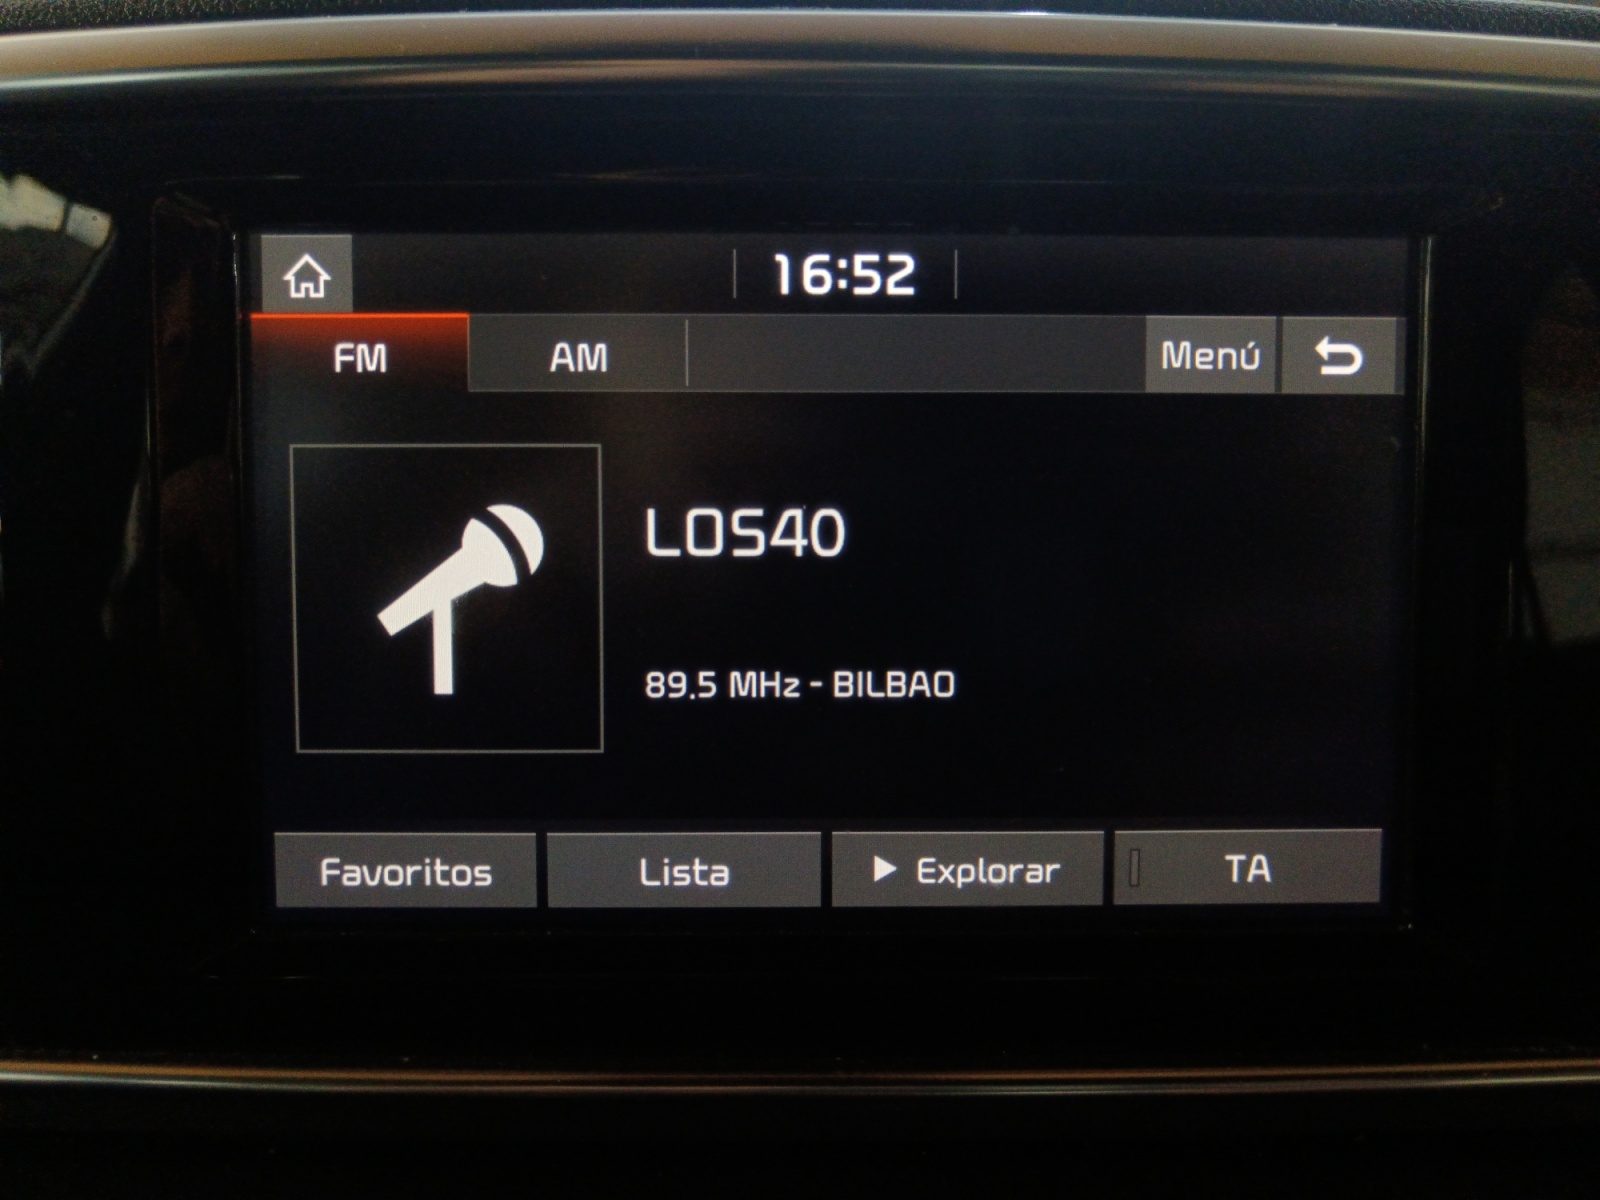 16:52
FM AM Menú
LOS40
89.5 MHz - BILBAO
Favoritos Lista Explorar TA